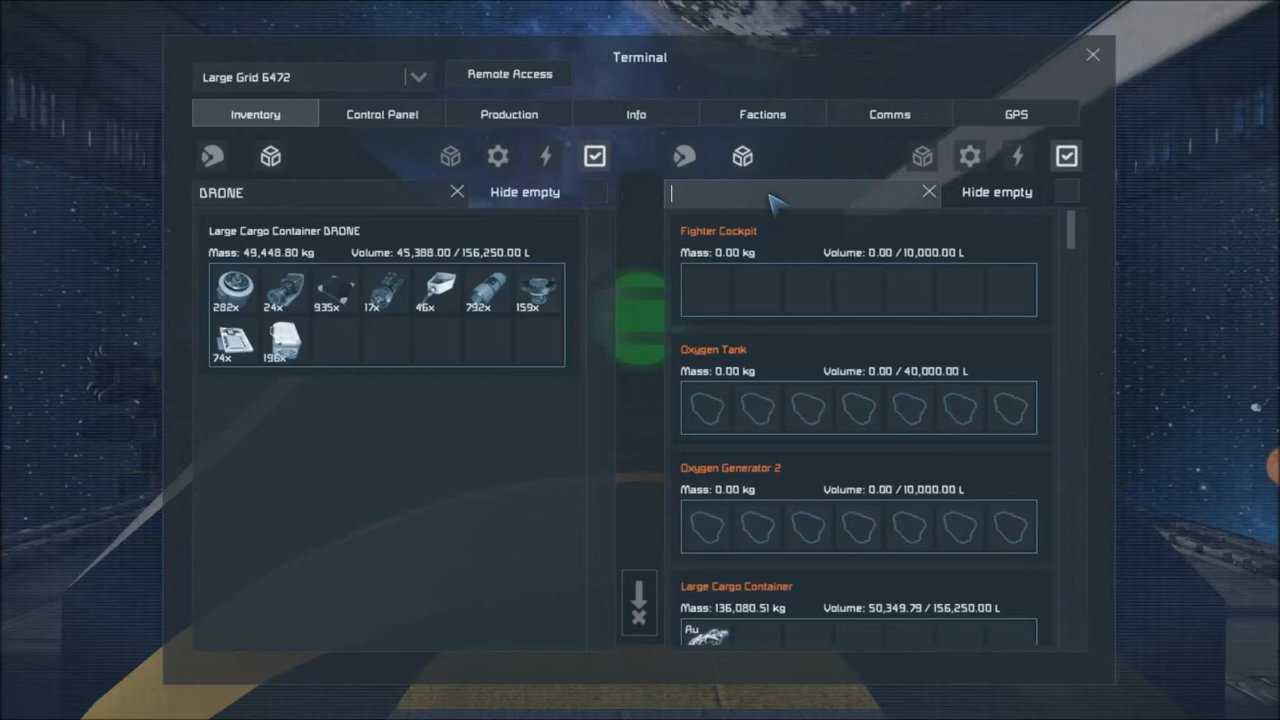 Terminal
Large Grid 6472
Remote Access
Inventory
Control Panel
Production
Info
Factions
Comms
GPS
DRONE
Hide empty
Hide empty
Large Cargo Container DRONE
Mass: 49,448.80 kg
Volume: 45,388.00 / 156,250.00 L
282x
24x
935x
17x
46x
792x
159x
74x
196x
Fighter Cockpit
Mass: 0.00 kg
Volume: 0.00 / 10,000.00 L
Oxygen Tank
Mass: 0.00 kg
Volume: 0.00 / 40,000.00 L
Oxygen Generator 2
Mass: 0.00 kg
Volume: 0.00 / 10,000.00 L
Large Cargo Container
Mass: 136,080.51 kg
Volume: 50,349.79 / 156,250.00 L
Au